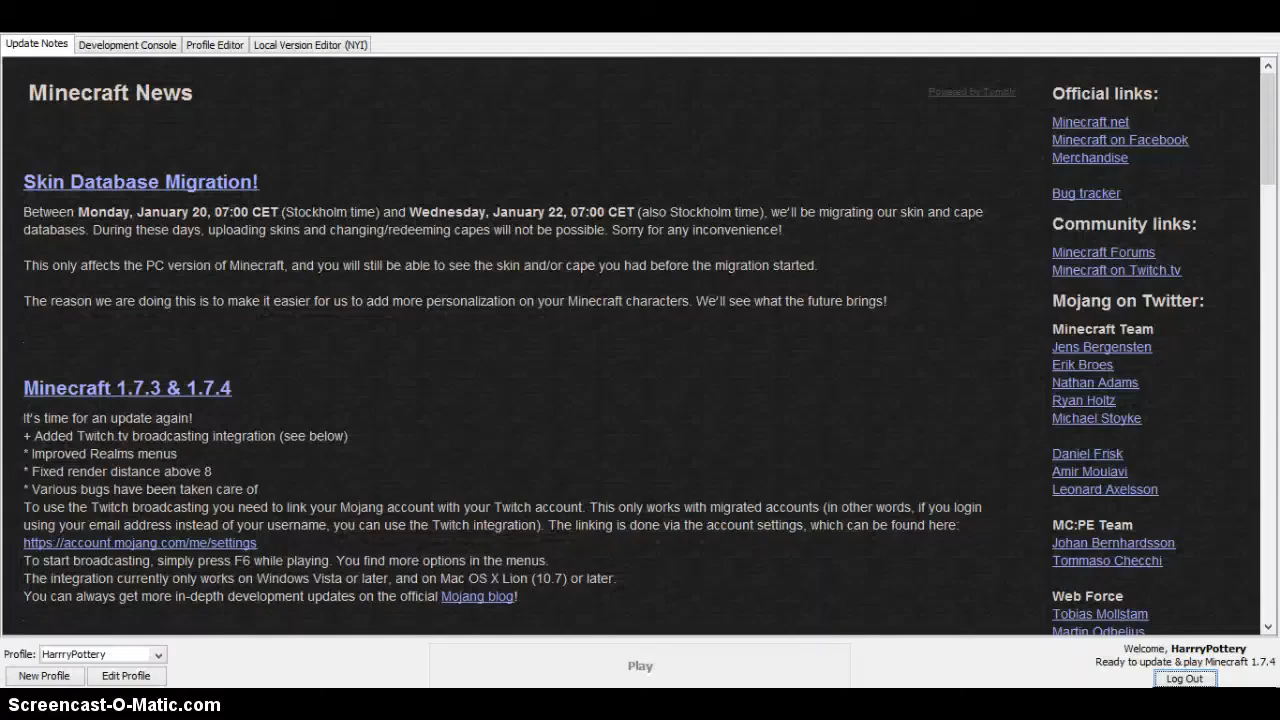 Update Notes
Development Console
Profile Editor
Local Version Editor (NYI)
Minecraft News
Powered by Tumblr
Skin Database Migration!
Between Monday, January 20, 07:00 CET (Stockholm time) and Wednesday, January 22, 07:00 CET (also Stockholm time), we'll be migrating our skin and cape
databases. During these days, uploading skins and changing/redeeming capes will not be possible. Sorry for any inconvenience!
This only affects the PC version of Minecraft, and you will still be able to see the skin and/or cape you had before the migration started.
The reason we are doing this is to make it easier for us to add more personalization on your Minecraft characters. We'll see what the future brings!
Minecraft 1.7.3 & 1.7.4
It's time for an update again!
+ Added Twitch.tv broadcasting integration (see below)
* Improved Realms menus
* Fixed render distance above 8
* Various bugs have been taken care of
To use the Twitch broadcasting you need to link your Mojang account with your Twitch account. This only works with migrated accounts (in other words, if you login
using your email address instead of your username, you can use the Twitch integration). The linking is done via the account settings, which can be found here:
https://account.mojang.com/me/settings
To start broadcasting, simply press F6 while playing. You find more options in the menus.
The integration currently only works on Windows Vista or later, and on Mac OS X Lion (10.7) or later.
You can always get more in-depth development updates on the official Mojang blog!
Official links:
Minecraft.net
Minecraft on Facebook
Merchandise
Bug tracker
Community links:
Minecraft Forums
Minecraft on Twitch.tv
Mojang on Twitter:
Minecraft Team
Jens Bergensten
Erik Broes
Nathan Adams
Ryan Holtz
Michael Stoyke
Daniel Frisk
Amir Moulavi
Leonard Axelsson
MC:PE Team
Johan Bernhardsson
Tommaso Checchi
Web Force
Tobias Mollstam
Martin Odhelius
Profile: HarrryPottery
New Profile
Edit Profile
Play
Welcome, HarrryPottery
Ready to update & play Minecraft 1.7.4
Log Out
Screencast-O-Matic.com